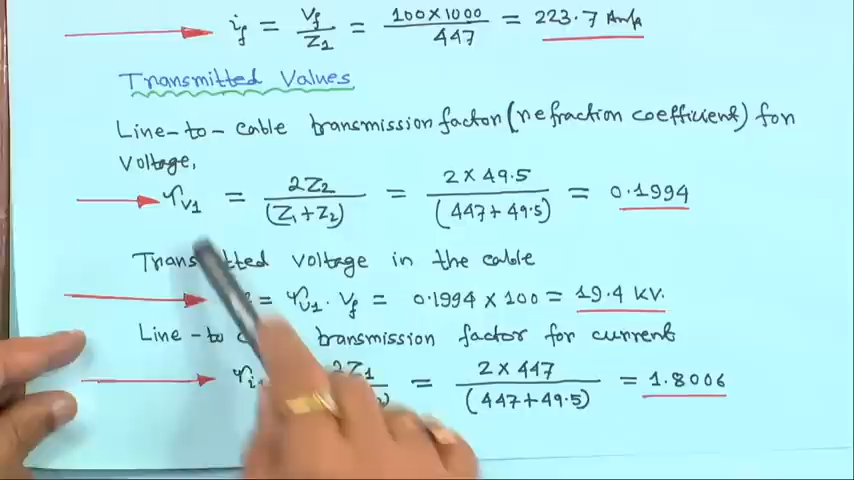 i_f = V_f / Z_1 = 100×1000 / 447 = 223.7 Amp
Transmitted Values
Line-to-cable transmission factor (refraction coefficient) for
voltage,
τ_V1 = 2Z_2 / (Z_1+Z_2) = 2×49.5 / (447+49.5) = 0.1994
Transmitted voltage in the cable
= τ_V1 · V_f = 0.1994 × 100 = 19.4 kV.
Line-to transmission factor for current
τ_i 2Z_1 = 2×447 / (447+49.5) = 1.8006